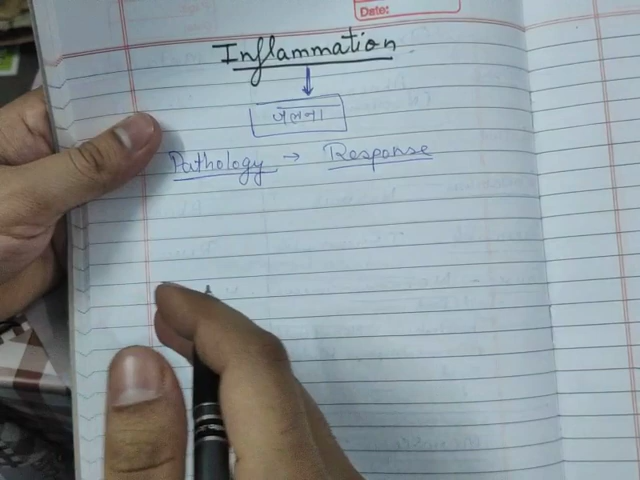 Date:
Inflammation
जलना
Pathology → Response